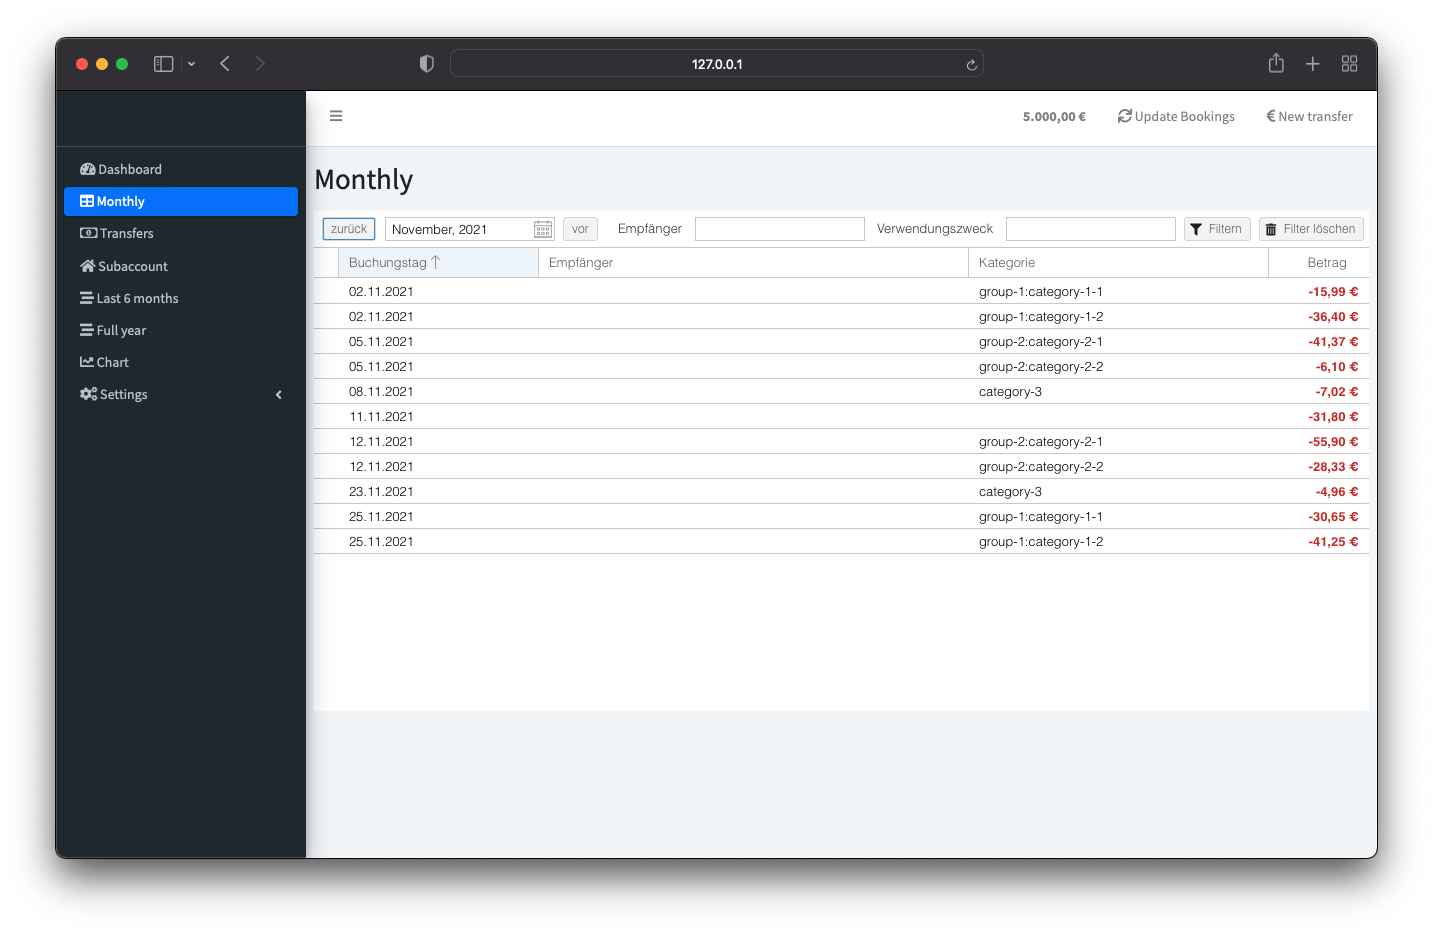 127.0.0.1
5.000,00 € Update Bookings € New transfer
Dashboard
Monthly
Transfers
Subaccount
Last 6 months
Full year
Chart
Settings
Monthly
zurück November, 2021 vor Empfänger Verwendungszweck Filtern Filter löschen
Buchungstag Empfänger Kategorie Betrag
02.11.2021 group-1:category-1-1 -15,99 €
02.11.2021 group-1:category-1-2 -36,40 €
05.11.2021 group-2:category-2-1 -41,37 €
05.11.2021 group-2:category-2-2 -6,10 €
08.11.2021 category-3 -7,02 €
11.11.2021 -31,80 €
12.11.2021 group-2:category-2-1 -55,90 €
12.11.2021 group-2:category-2-2 -28,33 €
23.11.2021 category-3 -4,96 €
25.11.2021 group-1:category-1-1 -30,65 €
25.11.2021 group-1:category-1-2 -41,25 €